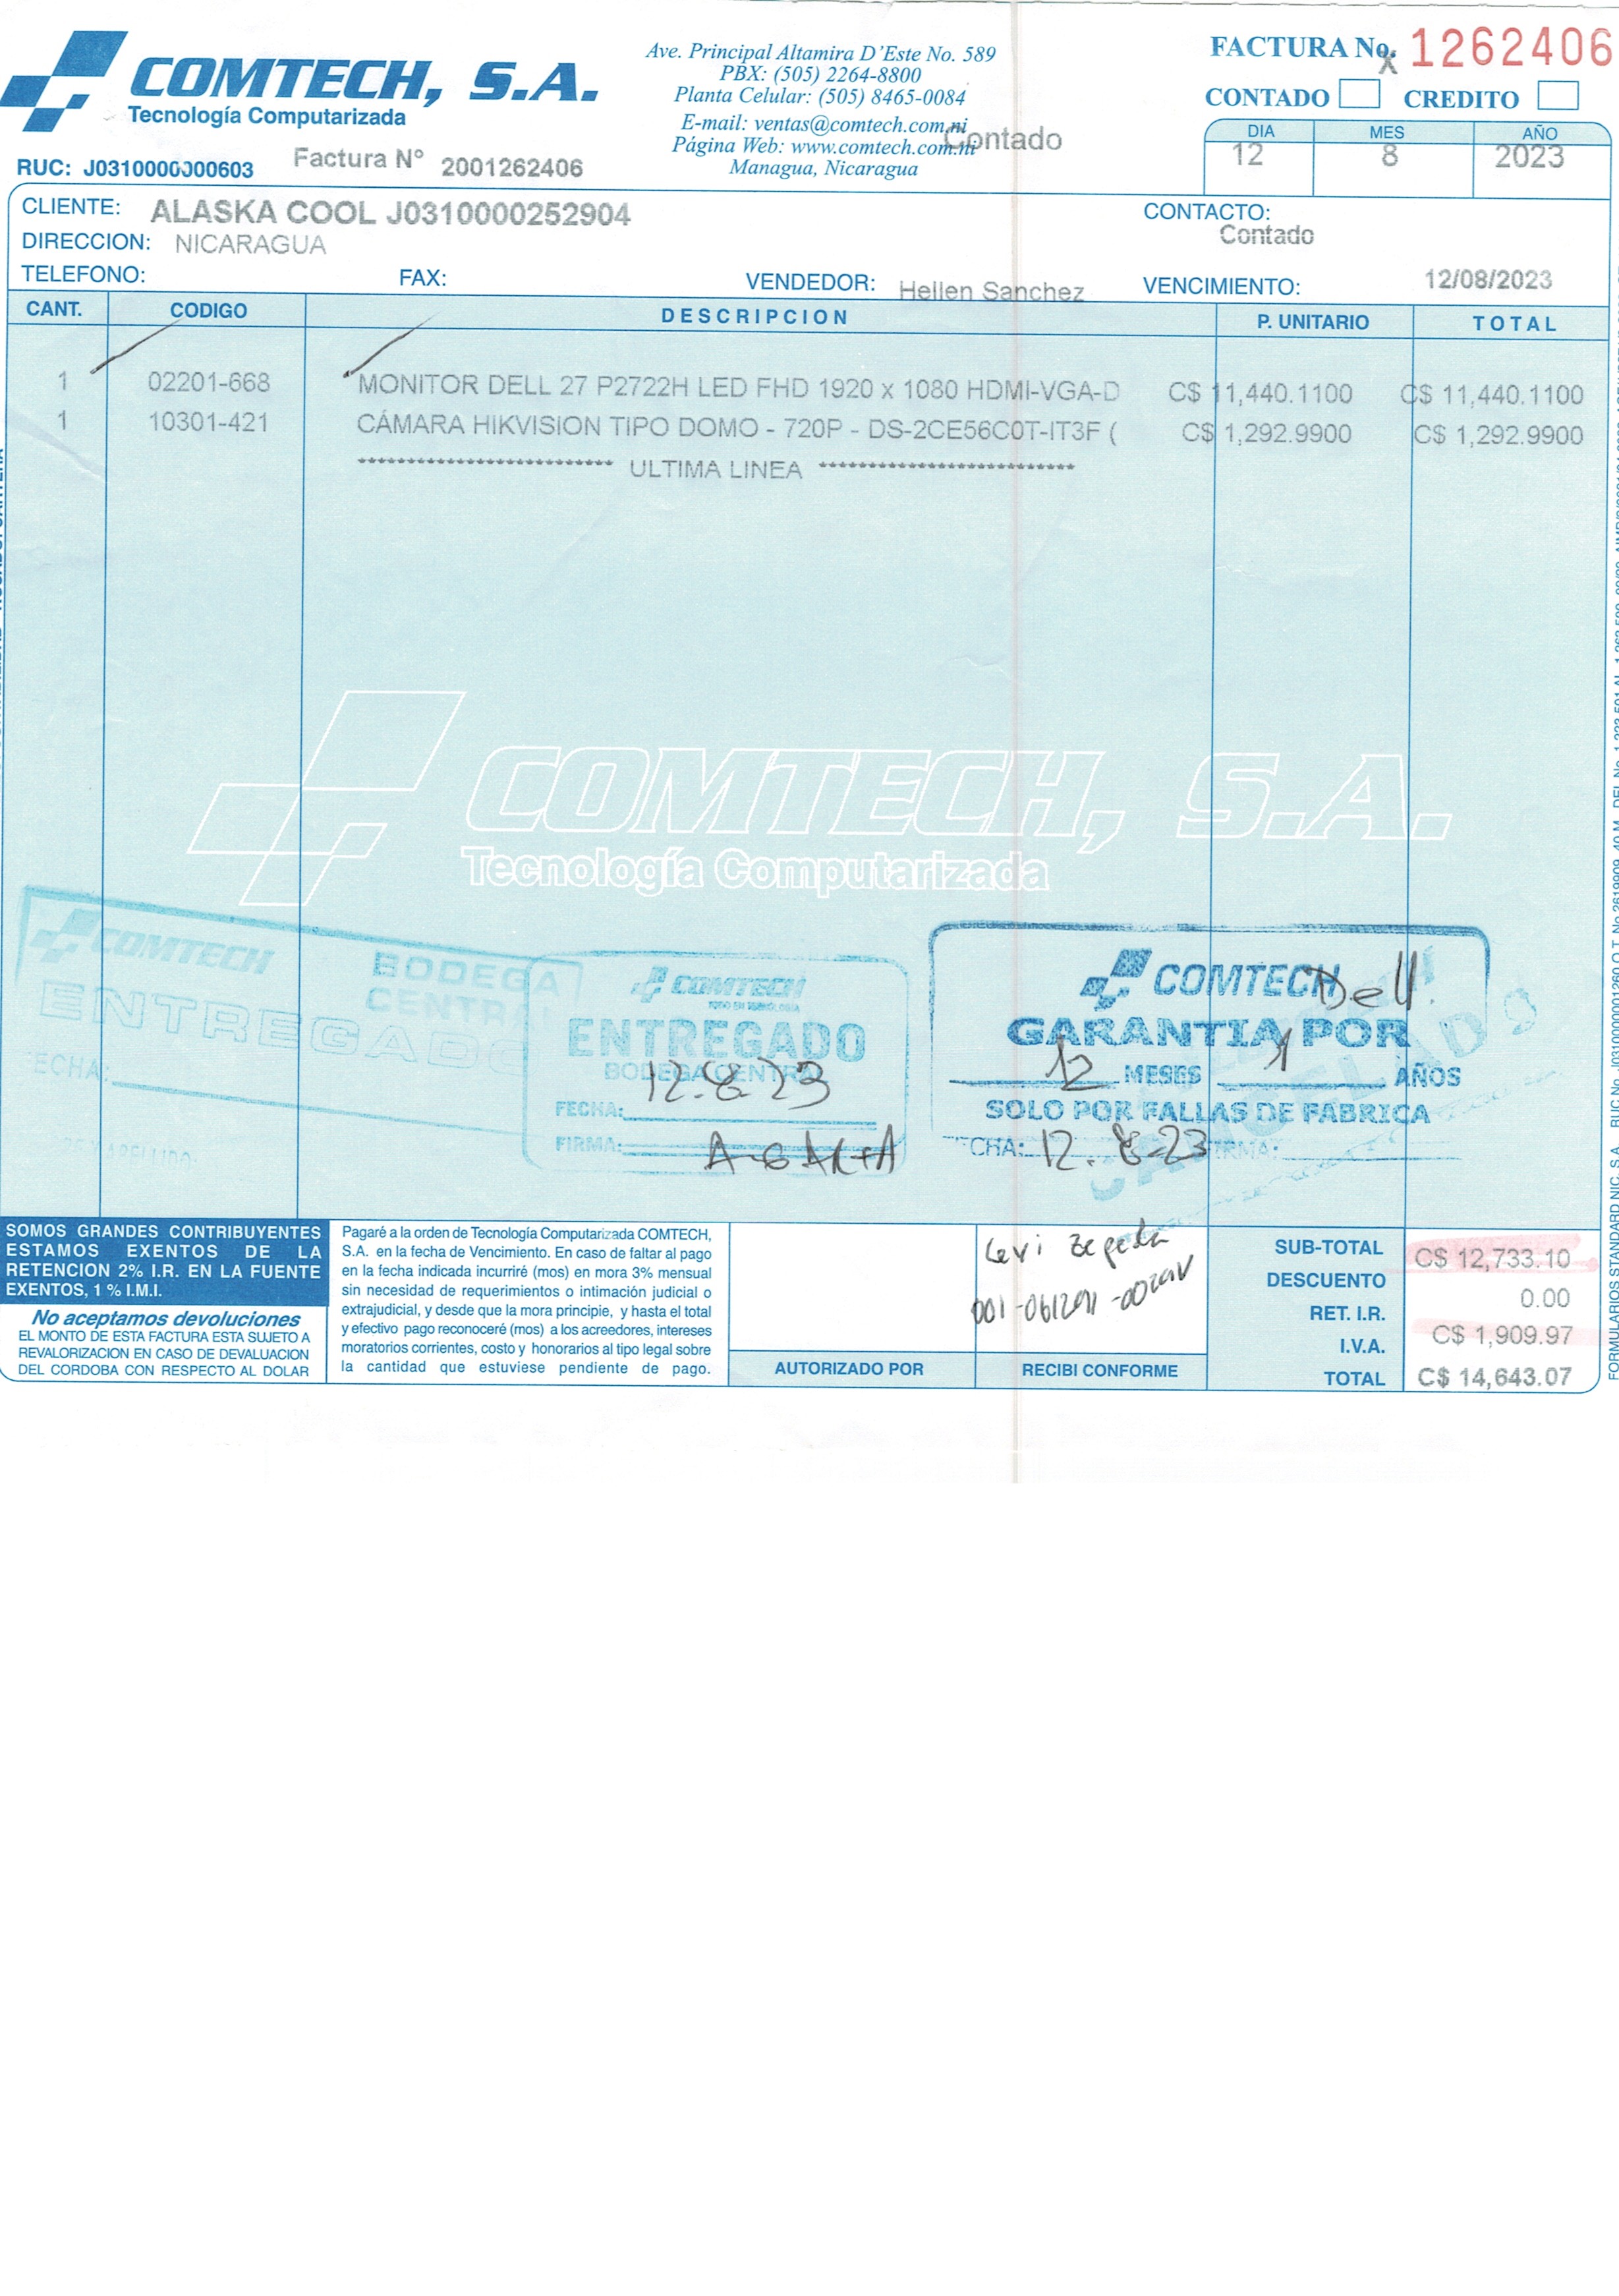 COMTECH, S.A.
Tecnología Computarizada
RUC: J0310000000603
Factura N° 2001262406
Ave. Principal Altamira D'Este No. 589
PBX: (505) 2264-8800
Planta Celular: (505) 8465-0084
E-mail: ventas@comtech.com.ni
Página Web: www.comtech.com.ni
Managua, Nicaragua
Contado
FACTURA No. 1262406
X
CONTADO CREDITO
DIA MES AÑO
12 8 2023
CLIENTE: ALASKA COOL J0310000252904
DIRECCION: NICARAGUA
TELEFONO: FAX: VENDEDOR: Hellen Sanchez
CONTACTO:
Contado
VENCIMIENTO: 12/08/2023
CANT. CODIGO DESCRIPCION P. UNITARIO TOTAL
1 02201-668 MONITOR DELL 27 P2722H LED FHD 1920 x 1080 HDMI-VGA-D C$ 11,440.1100 C$ 11,440.1100
1 10301-421 CÁMARA HIKVISION TIPO DOMO - 720P - DS-2CE56C0T-IT3F ( C$ 1,292.9900 C$ 1,292.9900
************************* ULTIMA LINEA *************************
COMTECH, S.A.
Tecnología Computarizada
COMTECH BODEGA
CENTRAL
ENTREGADO
FECHA:
COMTECH
ENTREGADO
BODEGA CENTRAL
12.8.23
FECHA:
FIRMA:
COMTECH Dell
GARANTIA POR
12 MESES 1 AÑOS
SOLO POR FALLAS DE FABRICA
FECHA: 12.8-23 FIRMA:
CANCELADO
SOMOS GRANDES CONTRIBUYENTES
ESTAMOS EXENTOS DE LA
RETENCION 2% I.R. EN LA FUENTE
EXENTOS, 1 % I.M.I.
No aceptamos devoluciones
EL MONTO DE ESTA FACTURA ESTA SUJETO A
REVALORIZACION EN CASO DE DEVALUACION
DEL CORDOBA CON RESPECTO AL DOLAR
Pagaré a la orden de Tecnología Computarizada COMTECH,
S.A. en la fecha de Vencimiento. En caso de faltar al pago
en la fecha indicada incurriré (mos) en mora 3% mensual
sin necesidad de requerimientos o intimación judicial o
extrajudicial, y desde que la mora principie, y hasta el total
y efectivo pago reconoceré (mos) a los acreedores, intereses
moratorios corrientes, costo y honorarios al tipo legal sobre
la cantidad que estuviese pendiente de pago.
AUTORIZADO POR
Levi Zepeda
RECIBI CONFORME
SUB-TOTAL C$ 12,733.10
DESCUENTO 0.00
RET. I.R.
I.V.A. C$ 1,909.97
TOTAL C$ 14,643.07